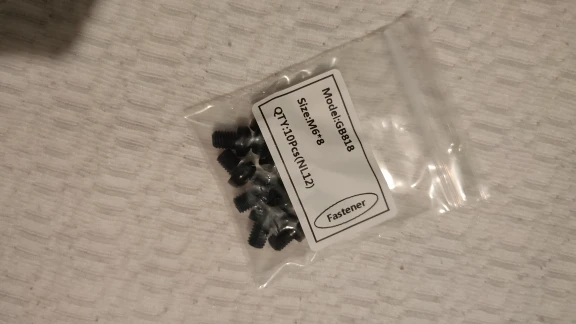 Model:GB818
Size:M6*8
QTY:10Pcs(NL12)
Fastener